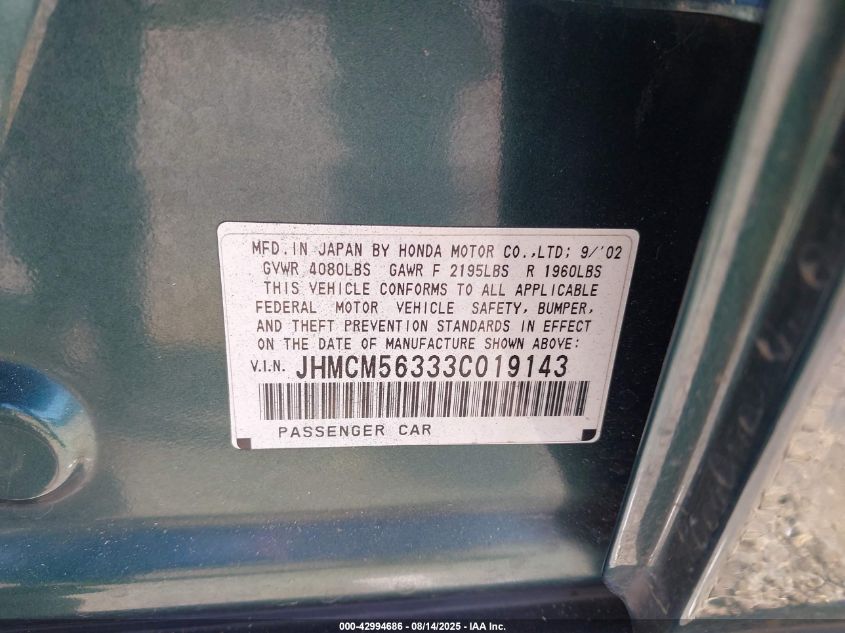 MFD. IN JAPAN BY HONDA MOTOR CO.,LTD; 9/'02
GVWR 4080LBS GAWR F 2195LBS R 1960LBS
THIS VEHICLE CONFORMS TO ALL APPLICABLE
FEDERAL MOTOR VEHICLE SAFETY, BUMPER,
AND THEFT PREVENTION STANDARDS IN EFFECT
ON THE DATE OF MANUFACTURE SHOWN ABOVE:
V.I.N. JHMCM56333C019143
PASSENGER CAR
000-42994686 - 08/14/2025 - IAA Inc.